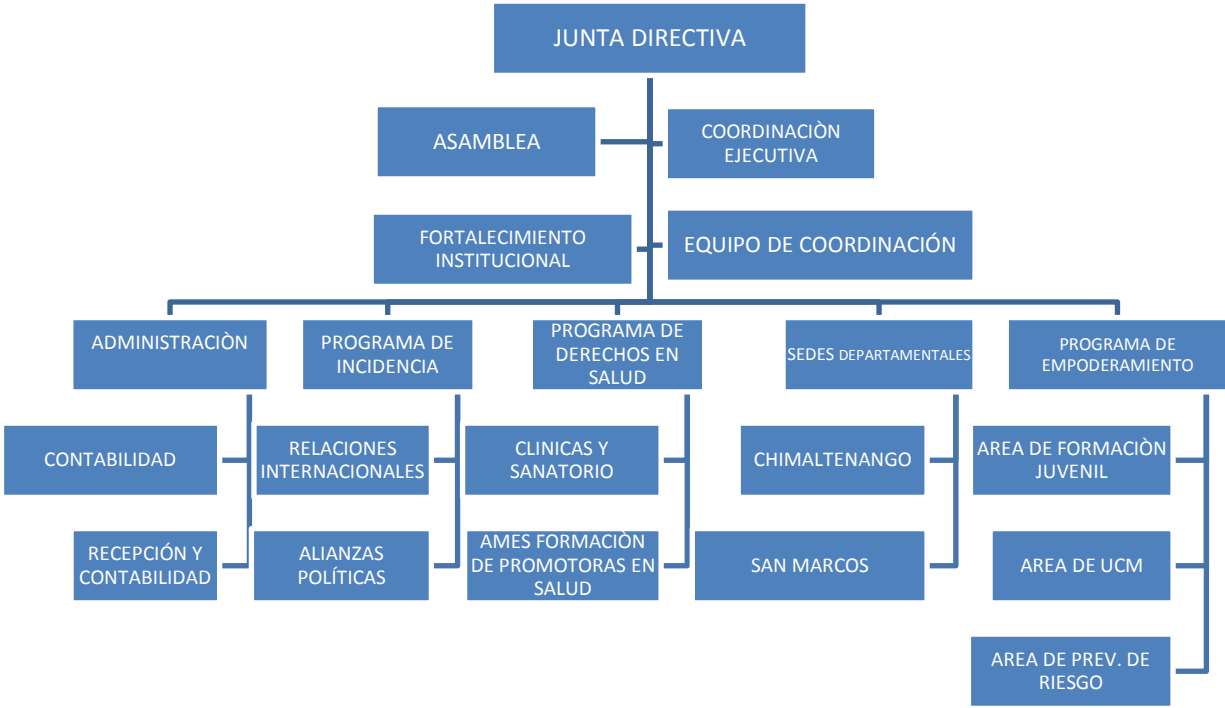 JUNTA DIRECTIVA
ASAMBLEA
COORDINACIÒN
EJECUTIVA
FORTALECIMIENTO
INSTITUCIONAL
EQUIPO DE COORDINACIÓN
ADMINISTRACIÒN
PROGRAMA DE
INCIDENCIA
PROGRAMA DE
DERECHOS EN
SALUD
SEDES DEPARTAMENTALES
PROGRAMA DE
EMPODERAMIENTO
CONTABILIDAD
RELACIONES
INTERNACIONALES
CLINICAS Y
SANATORIO
CHIMALTENANGO
AREA DE FORMACIÒN
JUVENIL
RECEPCIÓN Y
CONTABILIDAD
ALIANZAS
POLÍTICAS
AMES FORMACIÒN
DE PROMOTORAS EN
SALUD
SAN MARCOS
AREA DE UCM
AREA DE PREV. DE
RIESGO